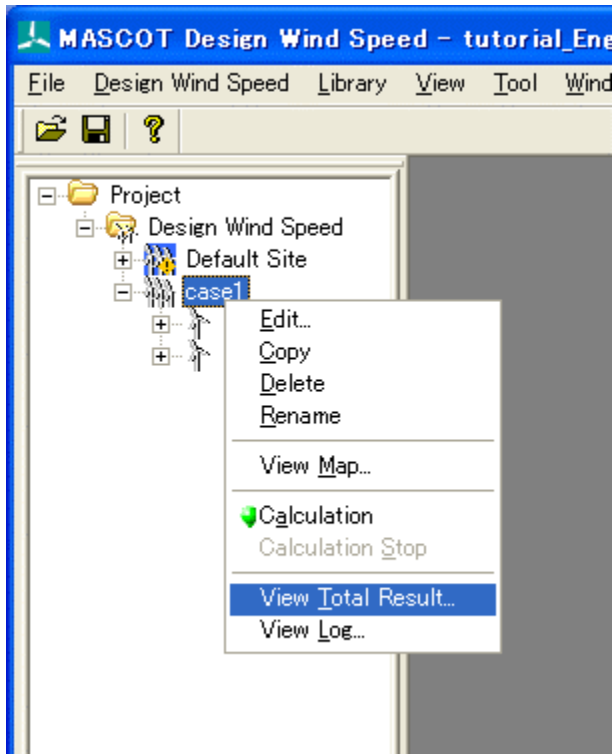 MASCOT Design Wind Speed - tutorial_Eng
File Design Wind Speed Library View Tool Wind
Project
Design Wind Speed
Default Site
case1
Edit...
Copy
Delete
Rename
View Map...
Calculation
Calculation Stop
View Total Result...
View Log...